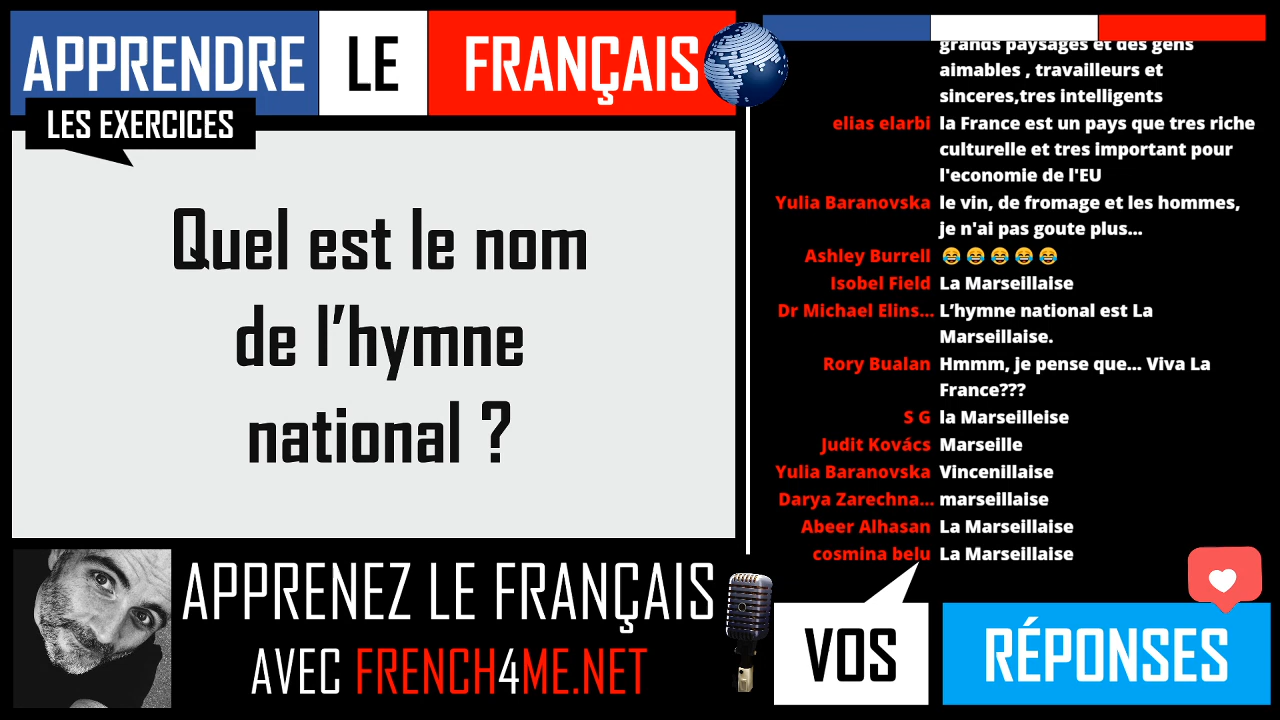 APPRENDRE LE FRANÇAIS
LES EXERCICES
Quel est le nom
de l’hymne
national ?
APPRENEZ LE FRANÇAIS
AVEC FRENCH4ME.NET
grands paysages et des gens
aimables , travailleurs et
sinceres,tres intelligents
elias elarbi la France est un pays que tres riche
culturelle et tres important pour
l'economie de l'EU
Yulia Baranovska le vin, de fromage et les hommes,
je n'ai pas goute plus...
Ashley Burrell 😂😂😂😂😂
Isobel Field La Marseillaise
Dr Michael Elins... L’hymne national est La
Marseillaise.
Rory Bualan Hmmm, je pense que... Viva La
France???
S G la Marseilleise
Judit Kovács Marseille
Yulia Baranovska Vincenillaise
Darya Zarechna... marseillaise
Abeer Alhasan La Marseillaise
cosmina belu La Marseillaise
VOS RÉPONSES